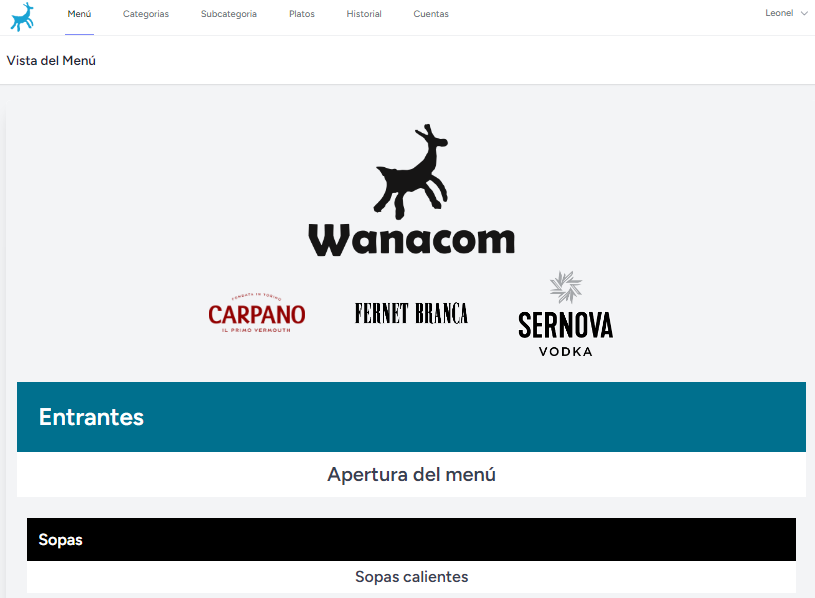 Menú Categorias Subcategoría Platos Historial Cuentas Leonel
Vista del Menú
Wanacom
FONDATA IN TORINO
CARPANO
IL PRIMO VERMOUTH
FERNET BRANCA
SERNOVA
VODKA
Entrantes
Apertura del menú
Sopas
Sopas calientes